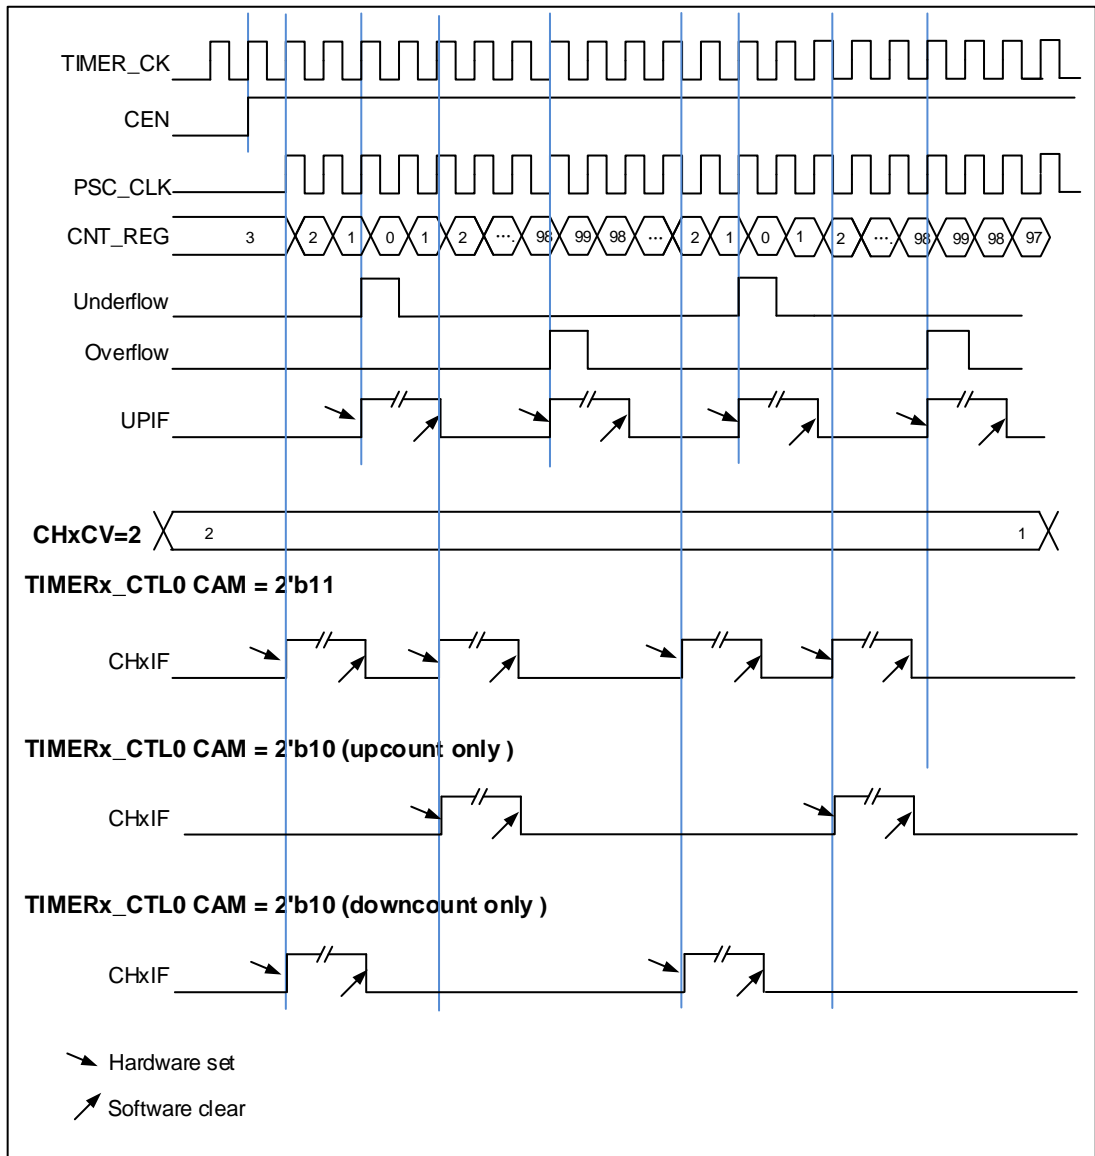 TIMER_CK
CEN
PSC_CLK
CNT_REG 3 2 1 0 1 2 .... 98 99 98 ... 2 1 0 1 2 .... 98 99 98 97
Underflow
Overflow
UPIF
CHxCV=2 2 1
TIMERx_CTL0 CAM = 2'b11
CHxIF
TIMERx_CTL0 CAM = 2'b10 (upcount only )
CHxIF
TIMERx_CTL0 CAM = 2'b10 (downcount only )
CHxIF
Hardware set
Software clear